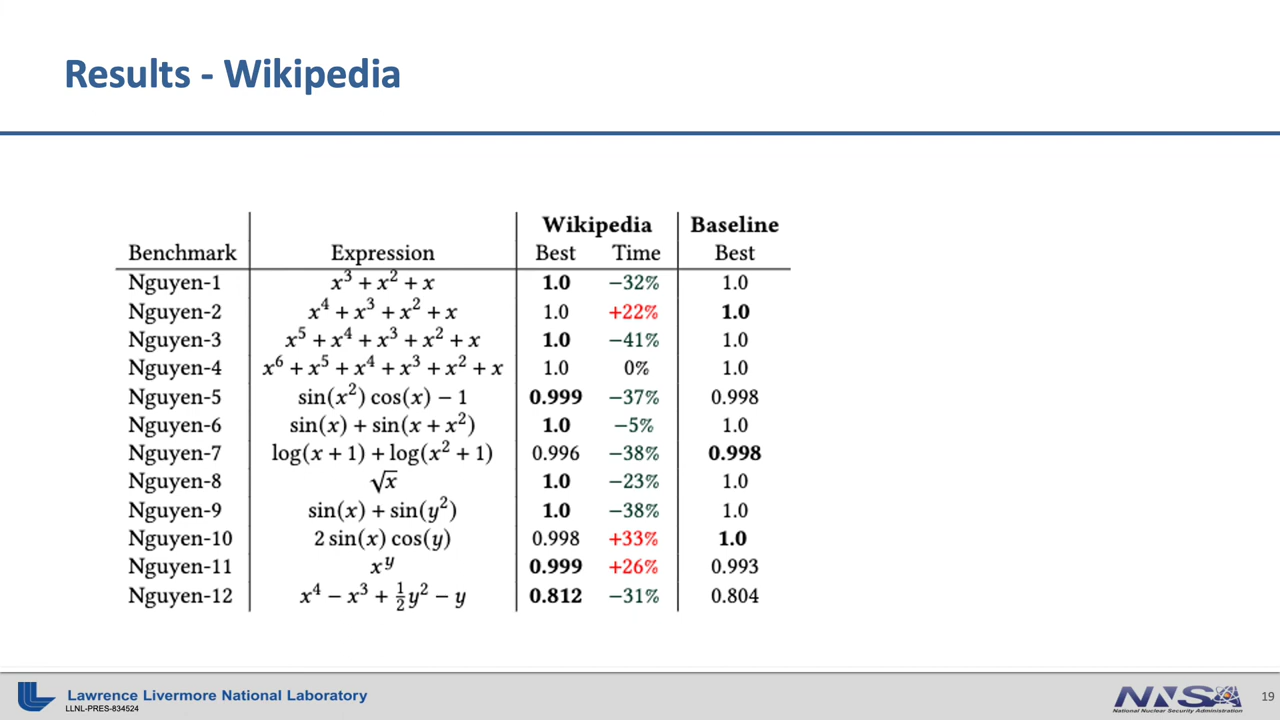 Results - Wikipedia
Wikipedia Baseline
Benchmark Expression Best Time Best
Nguyen-1 x³ + x² + x 1.0 −32% 1.0
Nguyen-2 x⁴ + x³ + x² + x 1.0 +22% 1.0
Nguyen-3 x⁵ + x⁴ + x³ + x² + x 1.0 −41% 1.0
Nguyen-4 x⁶ + x⁵ + x⁴ + x³ + x² + x 1.0 0% 1.0
Nguyen-5 sin(x²) cos(x) − 1 0.999 −37% 0.998
Nguyen-6 sin(x) + sin(x + x²) 1.0 −5% 1.0
Nguyen-7 log(x + 1) + log(x² + 1) 0.996 −38% 0.998
Nguyen-8 √x 1.0 −23% 1.0
Nguyen-9 sin(x) + sin(y²) 1.0 −38% 1.0
Nguyen-10 2 sin(x) cos(y) 0.998 +33% 1.0
Nguyen-11 xʸ 0.999 +26% 0.993
Nguyen-12 x⁴ − x³ + ½y² − y 0.812 −31% 0.804
Lawrence Livermore National Laboratory
LLNL-PRES-834524
NNSA
National Nuclear Security Administration
19